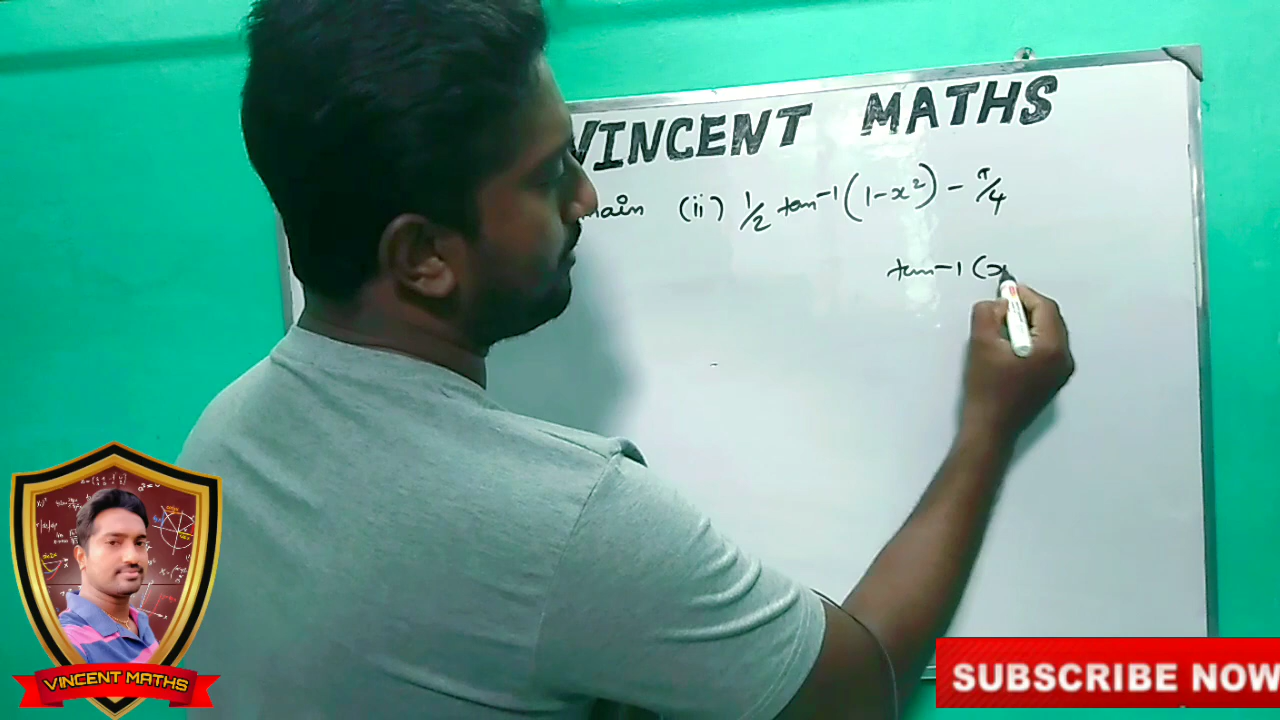 VINCENT MATHS
main (ii) 1/2 tan-1 (1-x2) - π/4
tan-1 (x
VINCENT MATHS
SUBSCRIBE NOW